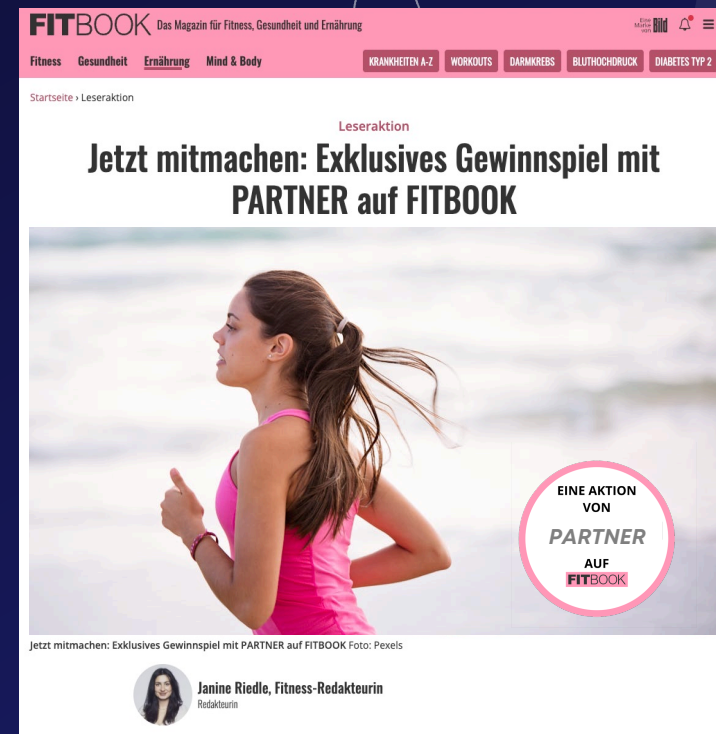 FITBOOK Das Magazin für Fitness, Gesundheit und Ernährung
Eine Marke von Bild
Fitness Gesundheit Ernährung Mind & Body
KRANKHEITEN A-Z WORKOUTS DARMKREBS BLUTHOCHDRUCK DIABETES TYP 2
Startseite › Leseraktion
Leseraktion
Jetzt mitmachen: Exklusives Gewinnspiel mit
PARTNER auf FITBOOK
EINE AKTION
VON
PARTNER
AUF
FITBOOK
Jetzt mitmachen: Exklusives Gewinnspiel mit PARTNER auf FITBOOK Foto: Pexels
Janine Riedle, Fitness-Redakteurin
Redakteurin